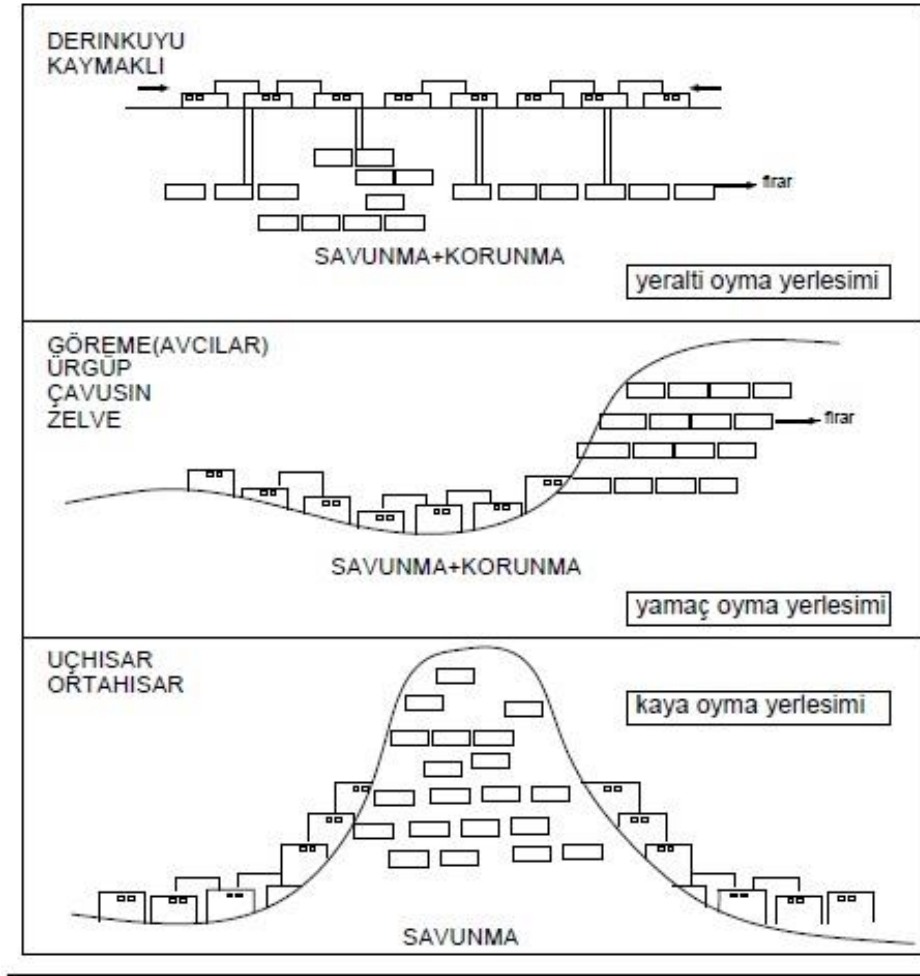 DERINKUYU
KAYMAKLI
firar
SAVUNMA+KORUNMA
yeralti oyma yerlesimi
GÖREME(AVCILAR)
ÜRGÜP
ÇAVUSIN
ZELVE
firar
SAVUNMA+KORUNMA
yamaç oyma yerlesimi
UÇHISAR
ORTAHISAR
kaya oyma yerlesimi
SAVUNMA